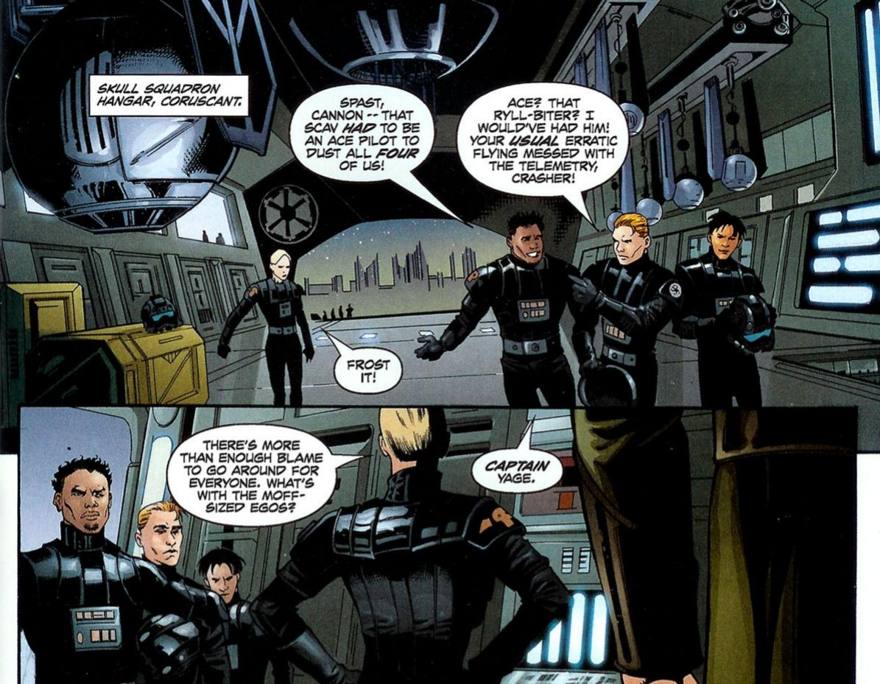 SKULL SQUADRON
HANGAR, CORUSCANT.
SPAST,
CANNON -- THAT
SCAV HAD TO BE
AN ACE PILOT TO
DUST ALL FOUR
OF US!
ACE? THAT
RYLL-BITER? I
WOULD'VE HAD HIM!
YOUR USUAL ERRATIC
FLYING MESSED WITH
THE TELEMETRY,
CRASHER!
FROST
IT!
THERE'S MORE
THAN ENOUGH BLAME
TO GO AROUND FOR
EVERYONE. WHAT'S
WITH THE MOFF-
SIZED EGOS?
CAPTAIN
YAGE.